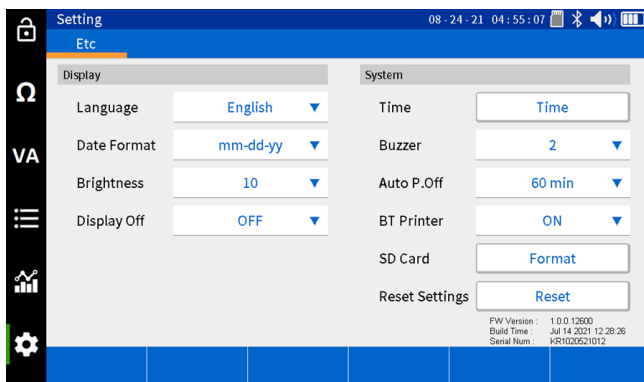 Setting 08-24-21 04:55:07
Etc
Ω
VA
Display
Language English
Date Format mm-dd-yy
Brightness 10
Display Off OFF
System
Time Time
Buzzer 2
Auto P.Off 60 min
BT Printer ON
SD Card Format
Reset Settings Reset
FW Version : 1.0.0.12600
Build Time : Jul 14 2021 12:28:26
Serial Num : KR1020521012